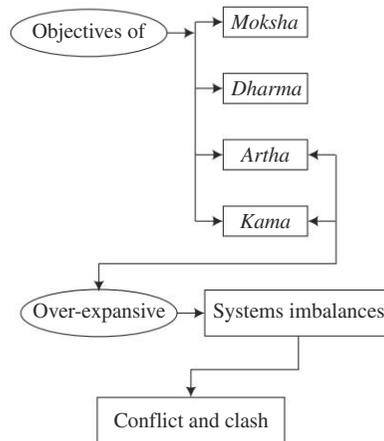 Objectives of
Moksha
Dharma
Artha
Kama
Over-expansive
Systems imbalances
Conflict and clash